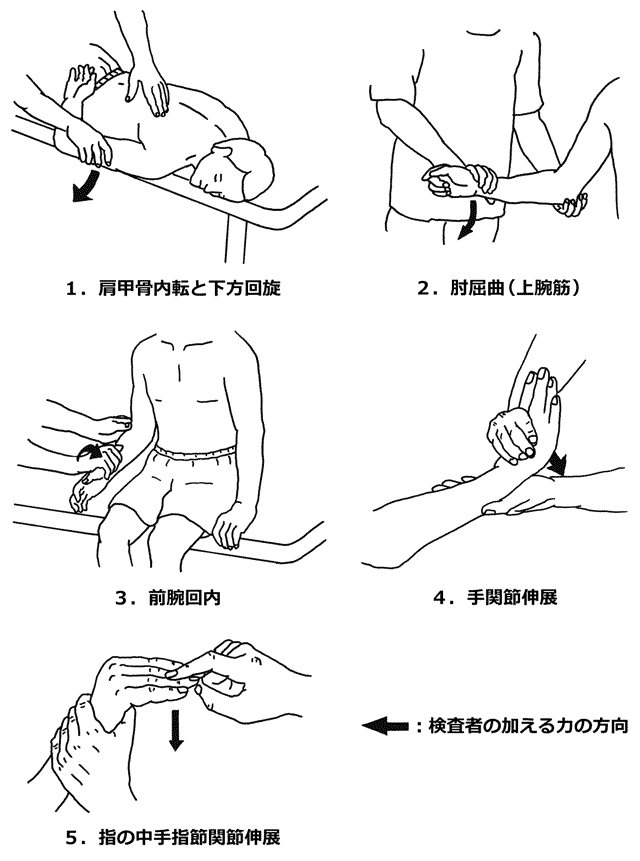 1．肩甲骨内転と下方回旋
2．肘屈曲（上腕筋）
3．前腕回内
4．手関節伸展
：検査者の加える力の方向
5．指の中手指節関節伸展